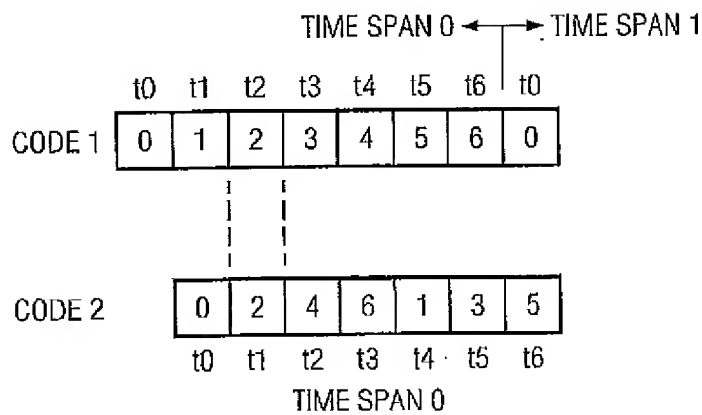 TIME SPAN 0 TIME SPAN 1
t0 t1 t2 t3 t4 t5 t6 t0
CODE 1 0 1 2 3 4 5 6 0
CODE 2 0 2 4 6 1 3 5
t0 t1 t2 t3 t4 t5 t6
TIME SPAN 0